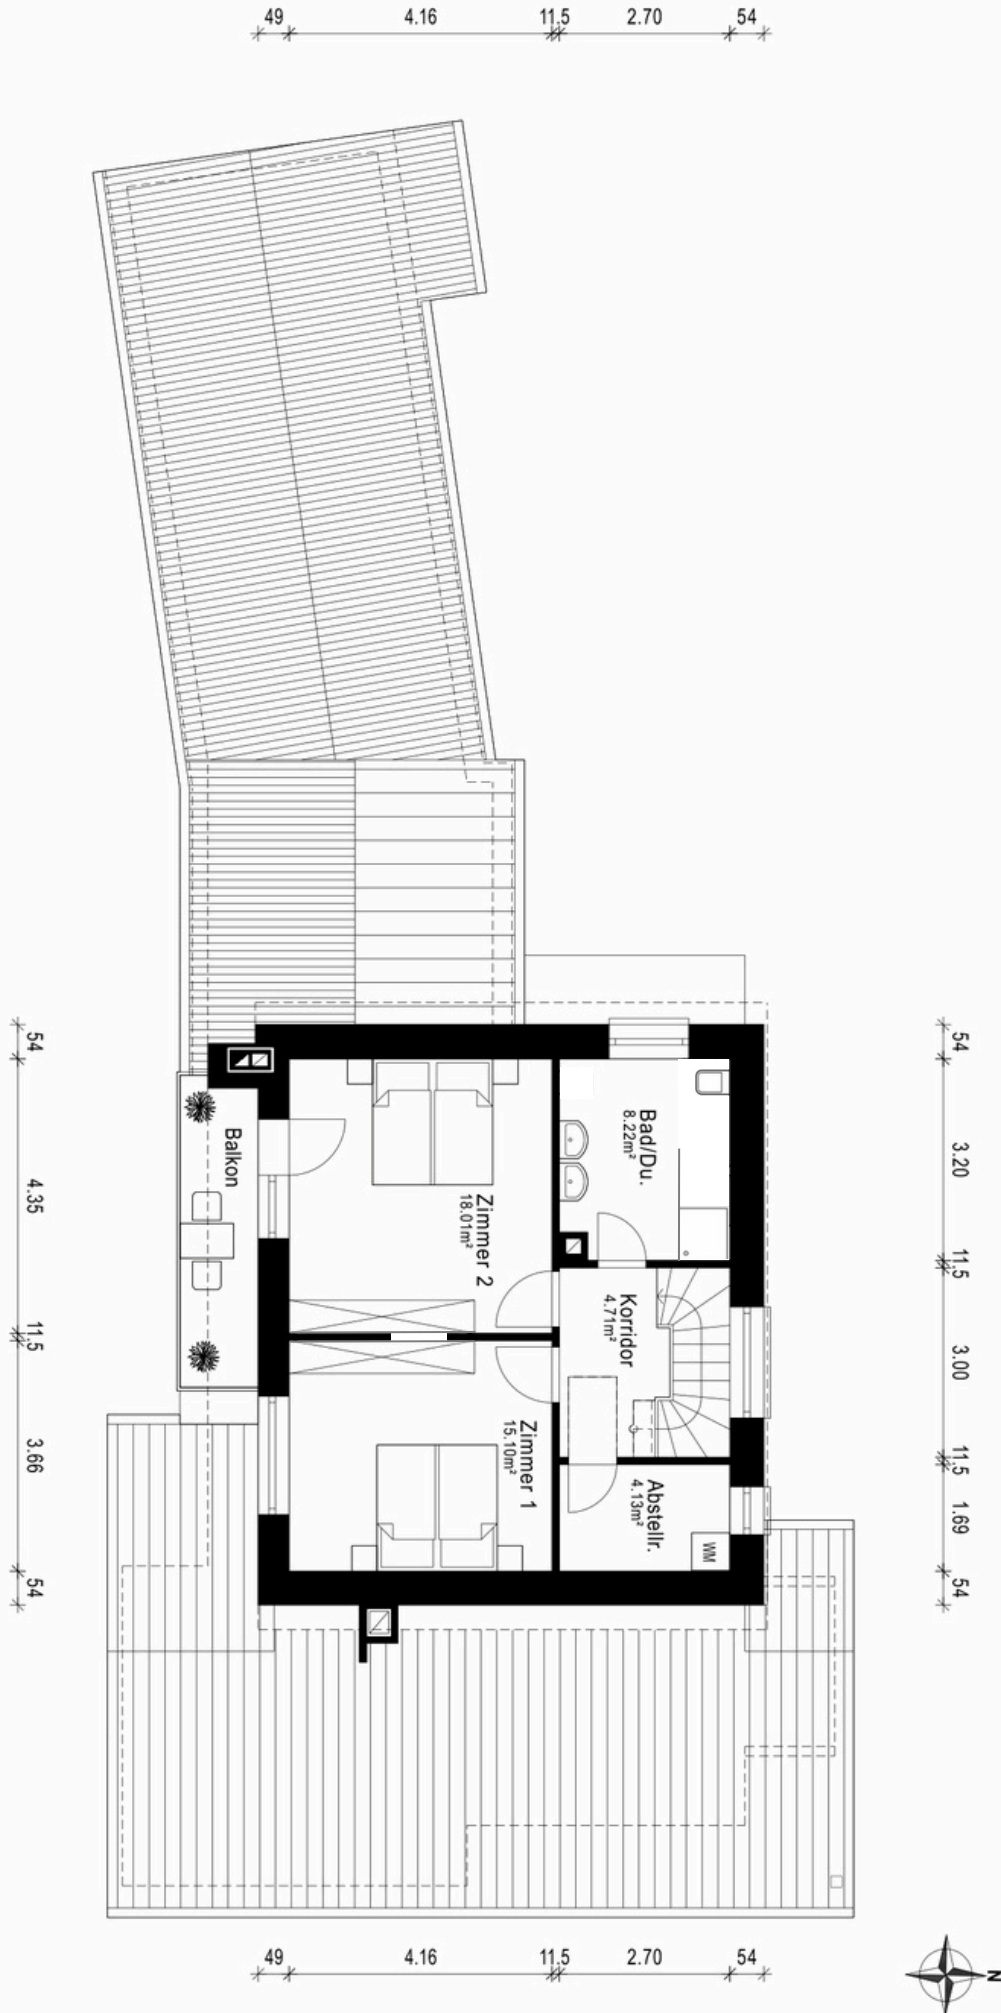 49 4.16 11.5 2.70 54
54 4.35 11.5 3.66 54
Balkon
Zimmer 2
18.01m²
Bad/Du.
8.22m²
Korridor
4.71m²
Zimmer 1
15.10m²
Abstellr.
4.13m²
WM
54 3.20 11.5 3.00 11.5 1.69 54
49 4.16 11.5 2.70 54
N